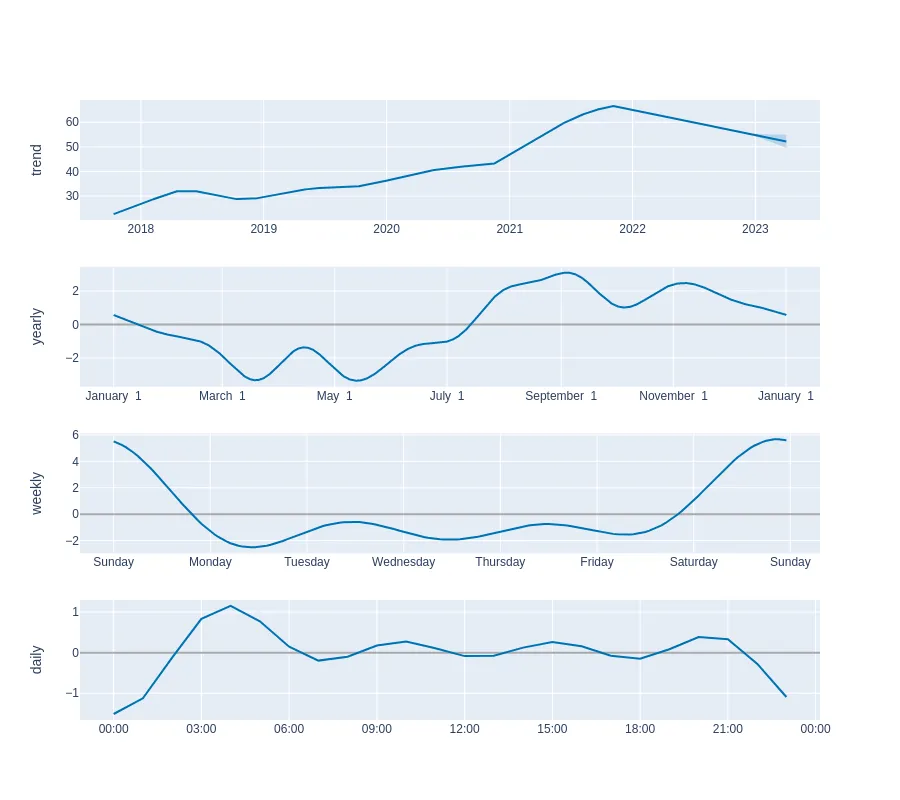 trend
60
50
40
30
2018 2019 2020 2021 2022 2023
yearly
2
0
−2
January 1 March 1 May 1 July 1 September 1 November 1 January 1
weekly
6
4
2
0
−2
Sunday Monday Tuesday Wednesday Thursday Friday Saturday Sunday
daily
1
0
−1
00:00 03:00 06:00 09:00 12:00 15:00 18:00 21:00 00:00